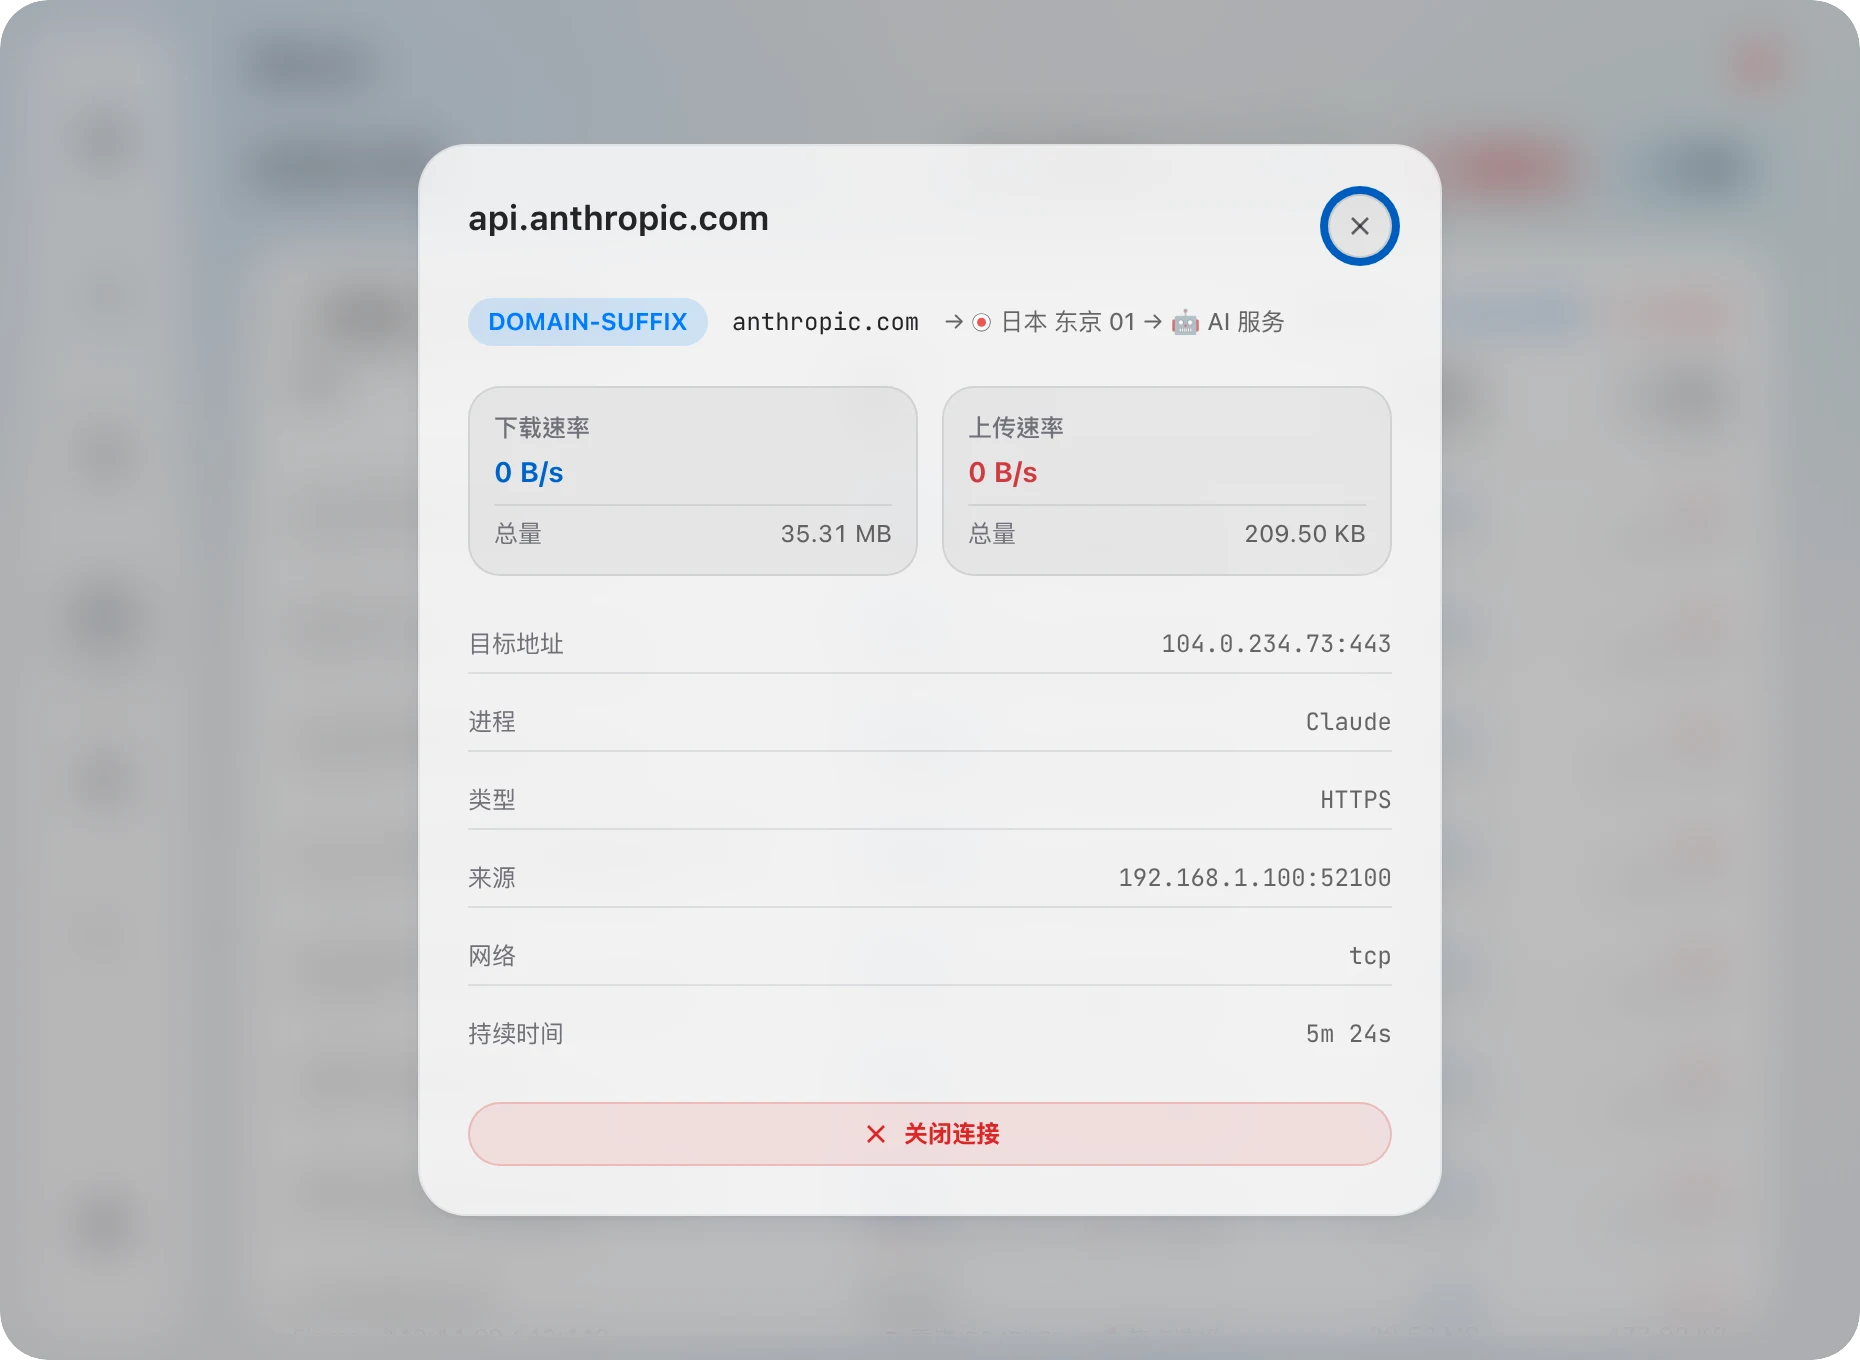 api.anthropic.com
DOMAIN-SUFFIX anthropic.com → 日本 东京 01 → 🤖 AI 服务
下载速率
0 B/s
总量 35.31 MB
上传速率
0 B/s
总量 209.50 KB
目标地址 104.0.234.73:443
进程 Claude
类型 HTTPS
来源 192.168.1.100:52100
网络 tcp
持续时间 5m 24s
关闭连接